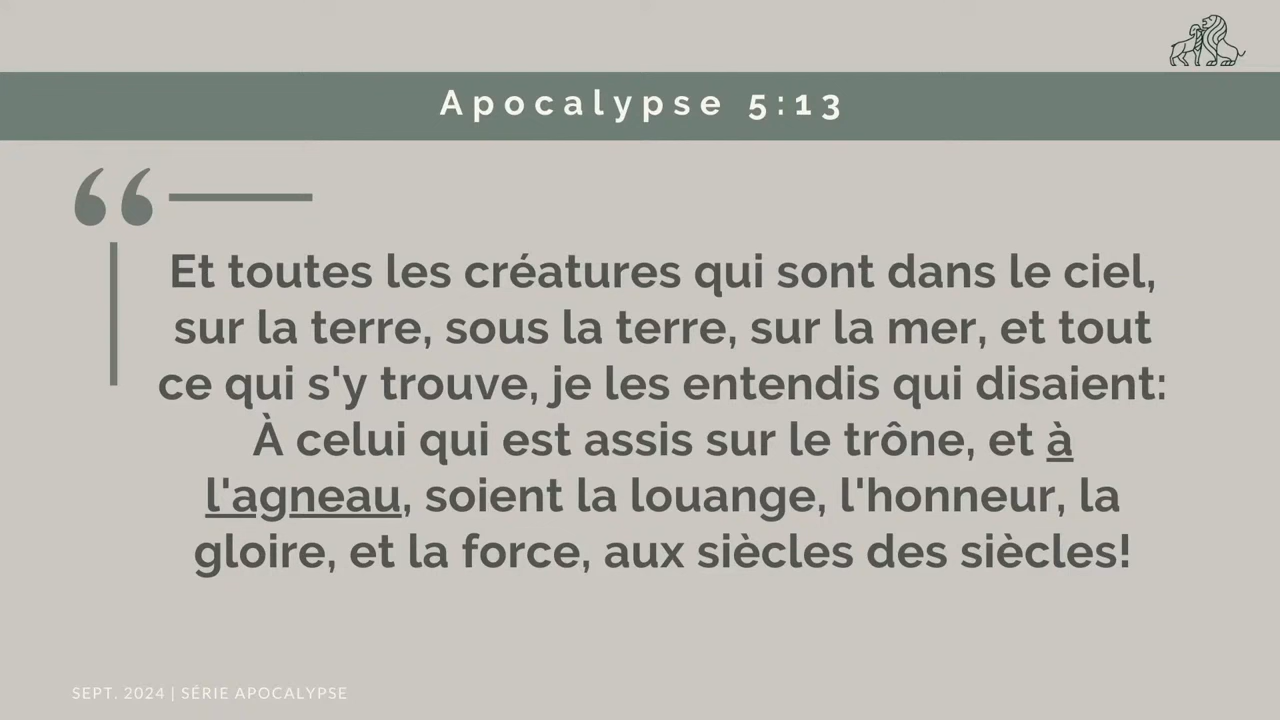 Apocalypse 5:13
“
Et toutes les créatures qui sont dans le ciel,
sur la terre, sous la terre, sur la mer, et tout
ce qui s'y trouve, je les entendis qui disaient:
À celui qui est assis sur le trône, et à
l'agneau, soient la louange, l'honneur, la
gloire, et la force, aux siècles des siècles!
SEPT. 2024 | SÉRIE APOCALYPSE